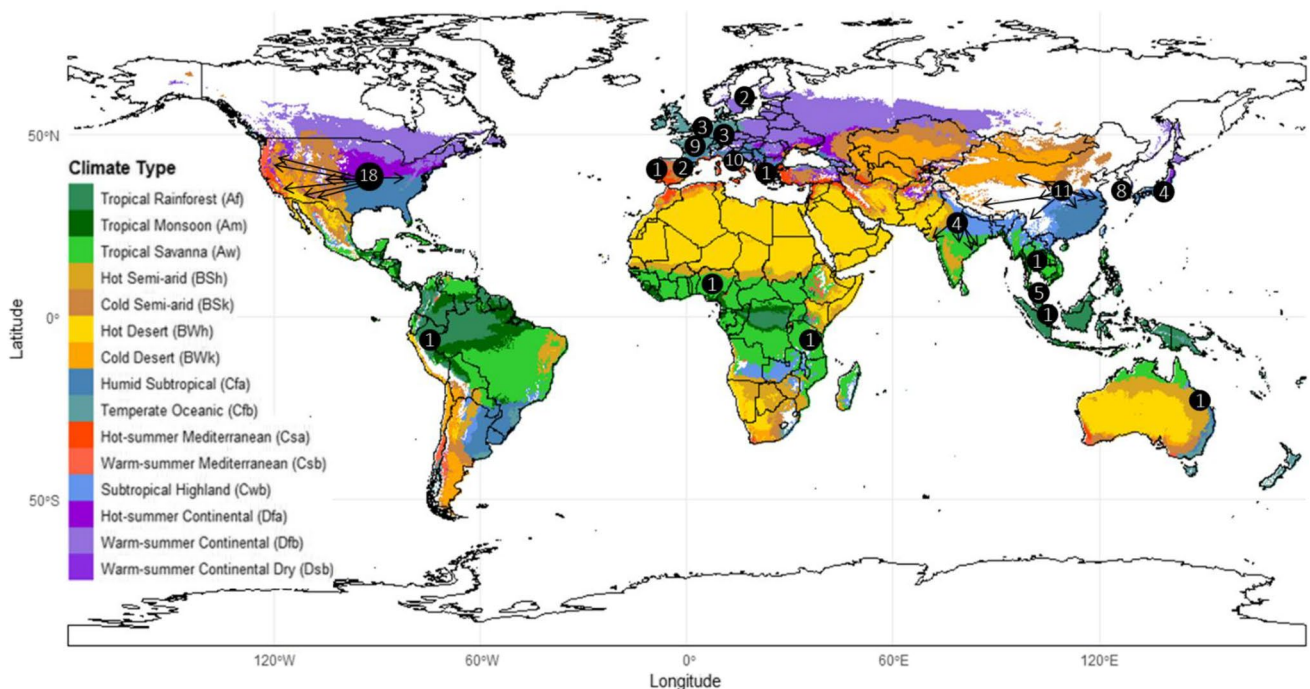 50°N
0°
50°S
Latitude
Climate Type
Tropical Rainforest (Af)
Tropical Monsoon (Am)
Tropical Savanna (Aw)
Hot Semi-arid (BSh)
Cold Semi-arid (BSk)
Hot Desert (BWh)
Cold Desert (BWk)
Humid Subtropical (Cfa)
Temperate Oceanic (Cfb)
Hot-summer Mediterranean (Csa)
Warm-summer Mediterranean (Csb)
Subtropical Highland (Cwb)
Hot-summer Continental (Dfa)
Warm-summer Continental (Dfb)
Warm-summer Continental Dry (Dsb)
2
3
3
9
10
1
2
1
18
11
8
4
4
1
5
1
1
1
1
1
120°W
60°W
0°
60°E
120°E
Longitude